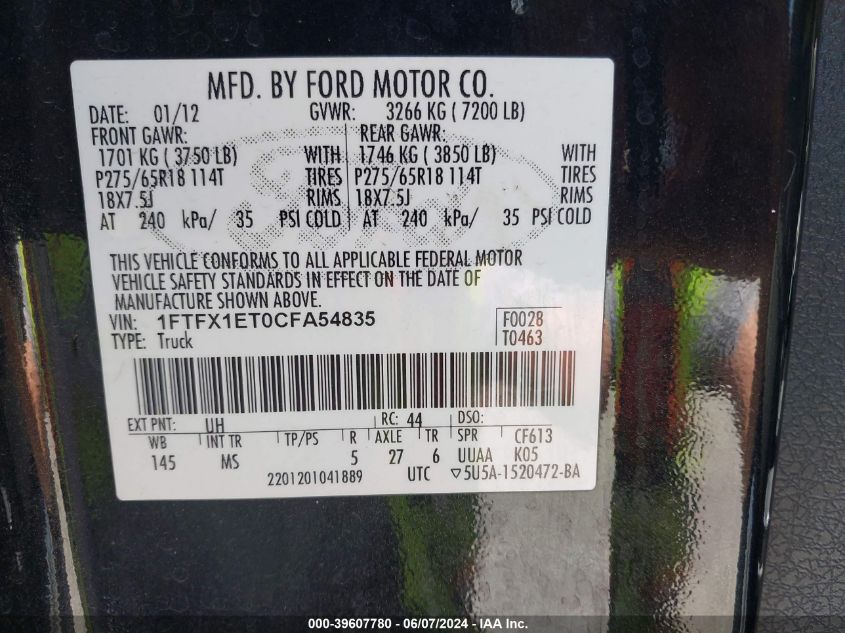 MFD. BY FORD MOTOR CO.
DATE: 01/12 GVWR: 3266 KG ( 7200 LB)
FRONT GAWR: REAR GAWR:
1701 KG ( 3750 LB) WITH 1746 KG ( 3850 LB) WITH
P275/65R18 114T TIRES P275/65R18 114T TIRES
18X7.5J RIMS 18X7.5J RIMS
AT 240 kPa/ 35 PSI COLD AT 240 kPa/ 35 PSI COLD
THIS VEHICLE CONFORMS TO ALL APPLICABLE FEDERAL MOTOR
VEHICLE SAFETY STANDARDS IN EFFECT ON THE DATE OF
MANUFACTURE SHOWN ABOVE.
VIN: 1FTFX1ET0CFA54835 F0028
TYPE: Truck T0463
EXT PNT: UH RC: 44 DSO:
WB INT TR TP/PS R AXLE TR SPR CF613
145 MS 5 27 6 UUAA K05
2201201041889 UTC ▽5U5A-1520472-BA
000-39607780 - 06/07/2024 - IAA Inc.